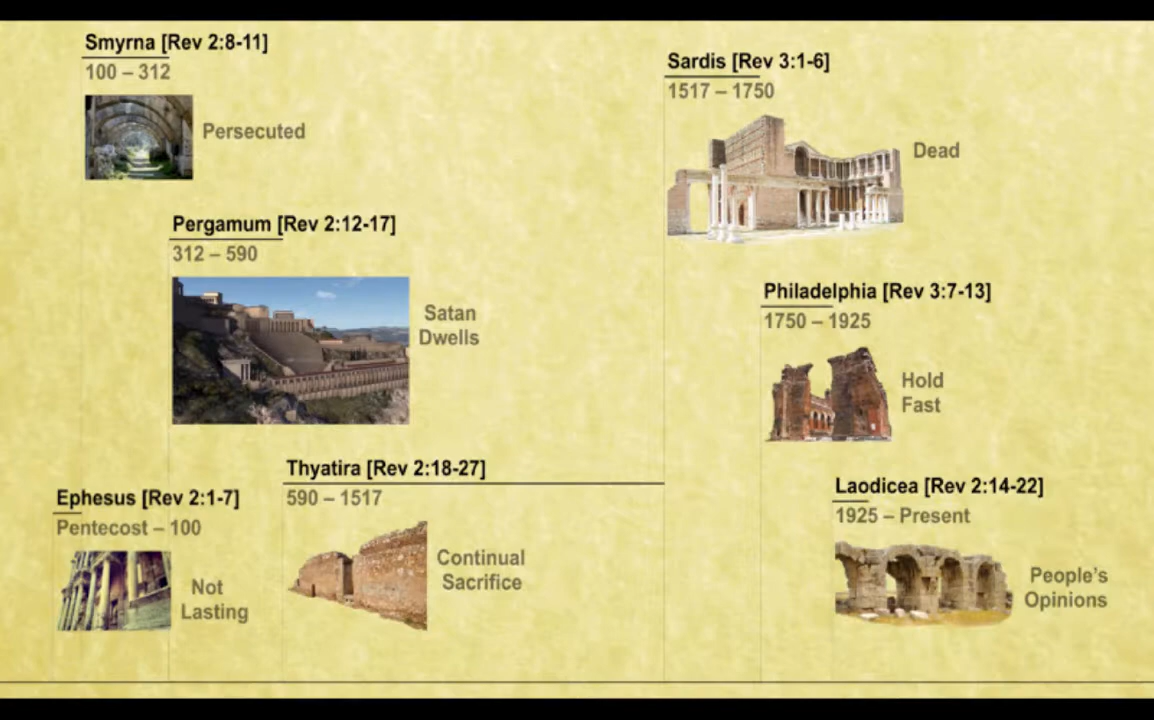 Smyrna [Rev 2:8-11]
100 – 312
Persecuted
Pergamum [Rev 2:12-17]
312 – 590
Satan
Dwells
Thyatira [Rev 2:18-27]
590 – 1517
Continual
Sacrifice
Ephesus [Rev 2:1-7]
Pentecost – 100
Not
Lasting
Sardis [Rev 3:1-6]
1517 – 1750
Dead
Philadelphia [Rev 3:7-13]
1750 – 1925
Hold
Fast
Laodicea [Rev 2:14-22]
1925 – Present
People's
Opinions